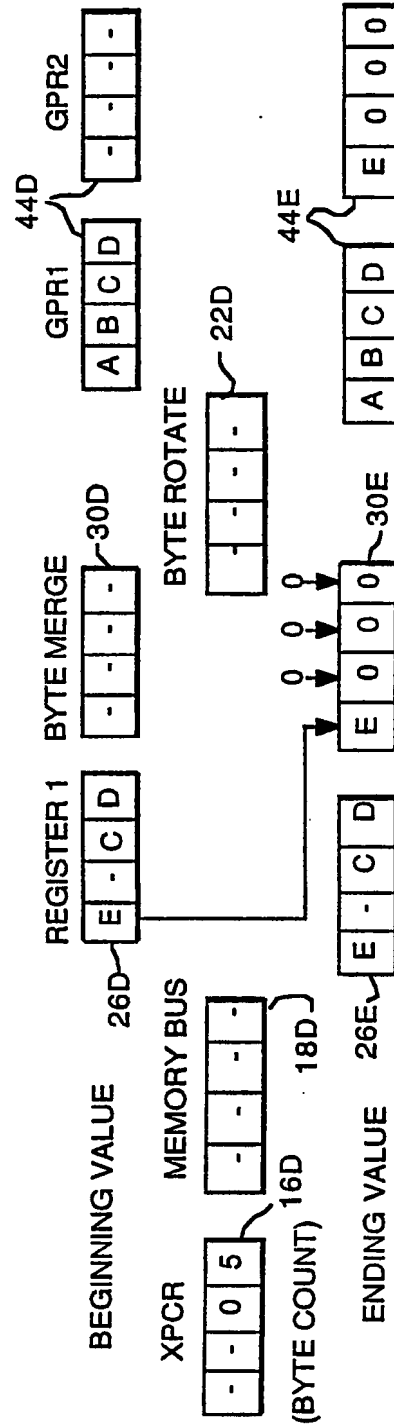 BEGINNING VALUE
REGISTER 1
BYTE MERGE
GPR1
GPR2
26D
E - C D
- - - -
30D
A B C D
44D
- - - -
XPCR
MEMORY BUS
BYTE ROTATE
- - 0 5
16D
- - - -
18D
- - - -
22D
(BYTE COUNT)
0 0 0
ENDING VALUE
26E
E - C D
E 0 0 0
30E
A B C D
44E
E 0 0 0